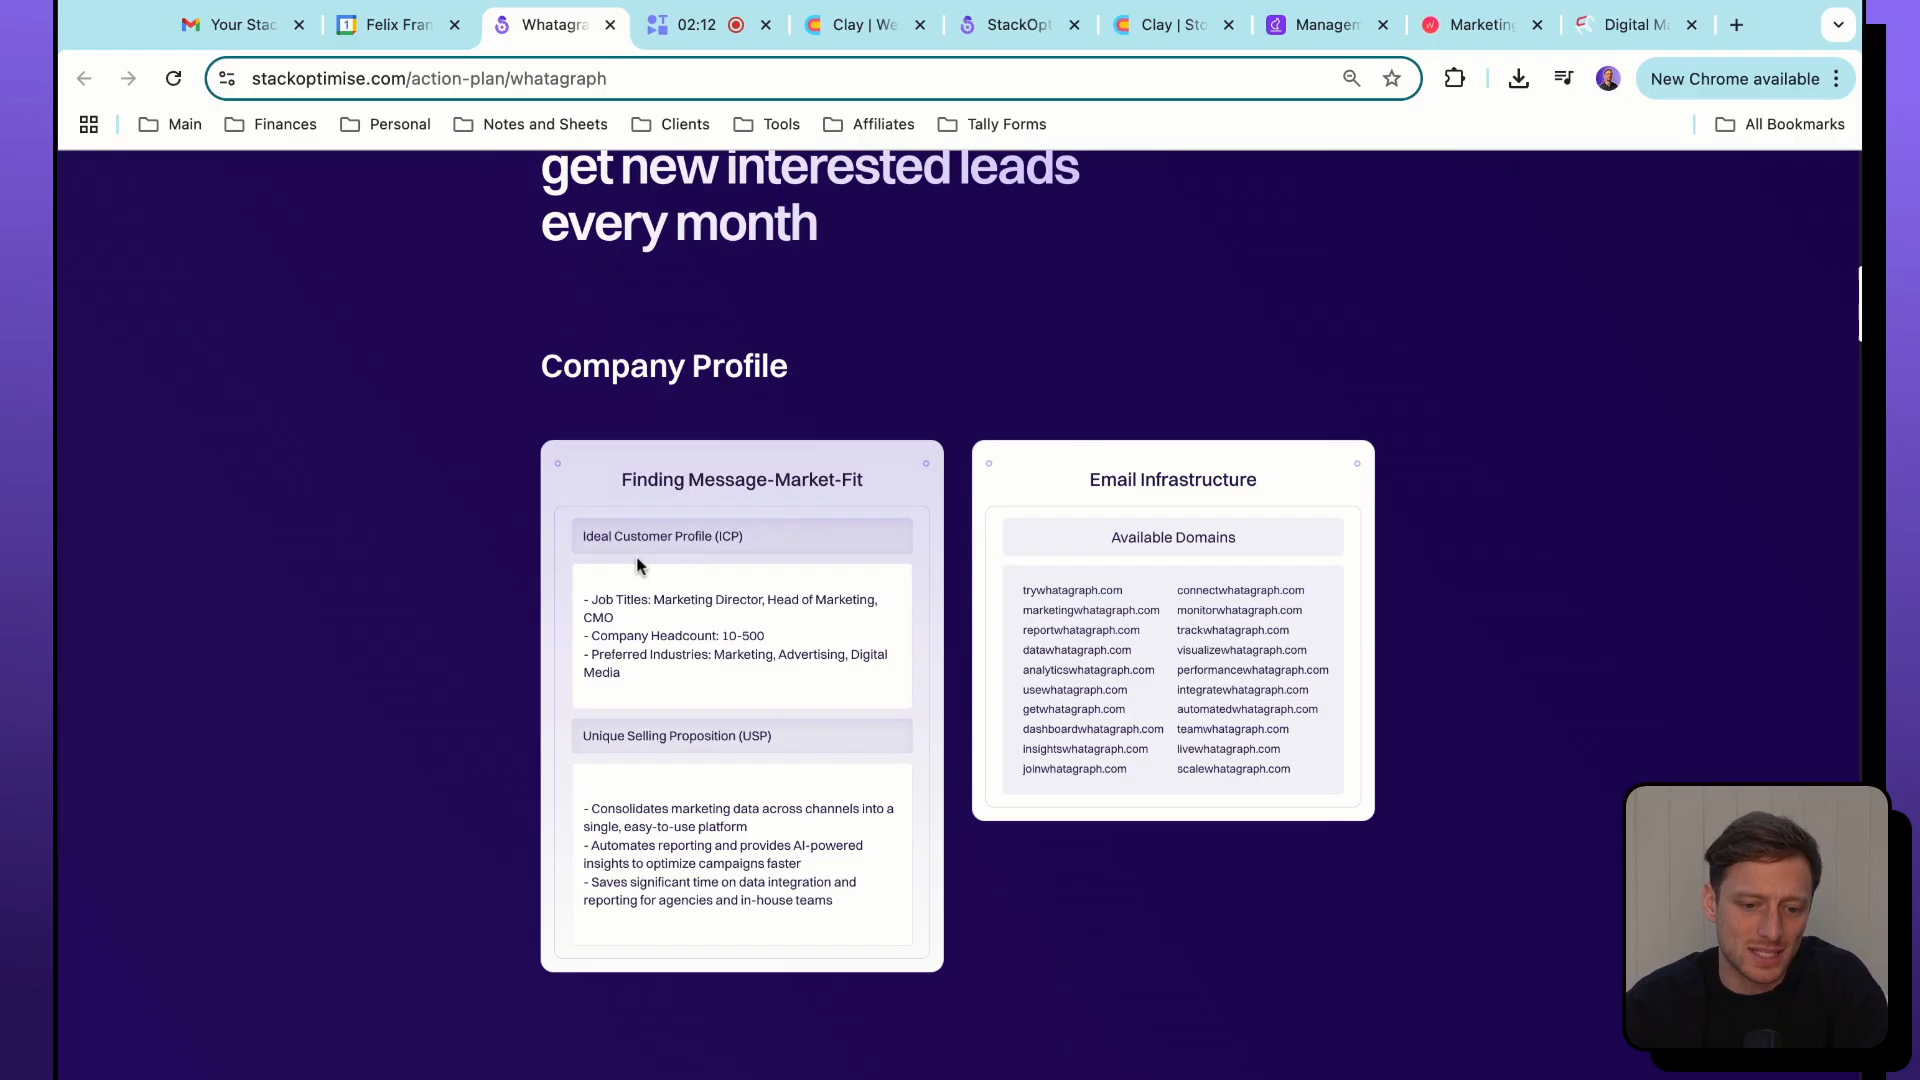 Your Stac
1
Felix Fran
Whatagra
02:12
Clay | We
StackOpt
Clay | Sto
Managem
Marketing
Digital Ma
stackoptimise.com/action-plan/whatagraph
New Chrome available
Main
Finances
Personal
Notes and Sheets
Clients
Tools
Affiliates
Tally Forms
All Bookmarks
get new interested leads
every month
Company Profile
Finding Message-Market-Fit
Ideal Customer Profile (ICP)
- Job Titles: Marketing Director, Head of Marketing,
CMO
- Company Headcount: 10-500
- Preferred Industries: Marketing, Advertising, Digital
Media
Unique Selling Proposition (USP)
- Consolidates marketing data across channels into a
single, easy-to-use platform
- Automates reporting and provides AI-powered
insights to optimize campaigns faster
- Saves significant time on data integration and
reporting for agencies and in-house teams
Email Infrastructure
Available Domains
trywhatagraph.com
marketingwhatagraph.com
reportwhatagraph.com
datawhatagraph.com
analyticswhatagraph.com
usewhatagraph.com
getwhatagraph.com
dashboardwhatagraph.com
insightswhatagraph.com
joinwhatagraph.com
connectwhatagraph.com
monitorwhatagraph.com
trackwhatagraph.com
visualizewhatagraph.com
performancewhatagraph.com
integratewhatagraph.com
automatedwhatagraph.com
teamwhatagraph.com
livewhatagraph.com
scalewhatagraph.com